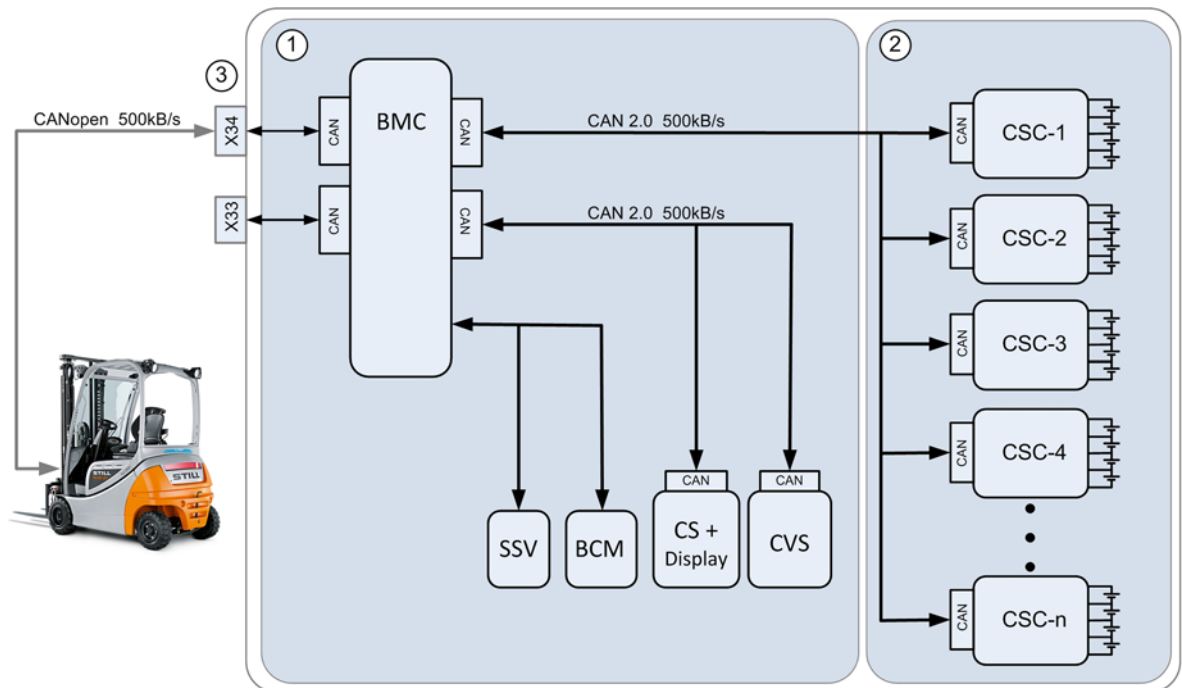 1
2
3
CANopen 500kB/s
X34
CAN
BMC
CAN
CAN 2.0 500kB/s
CAN
CSC-1
X33
CAN
CAN
CAN 2.0 500kB/s
CAN
CSC-2
CAN
CSC-3
CAN
CSC-4
STILL
SSV
BCM
CAN
CS +
Display
CAN
CVS
CAN
CSC-n